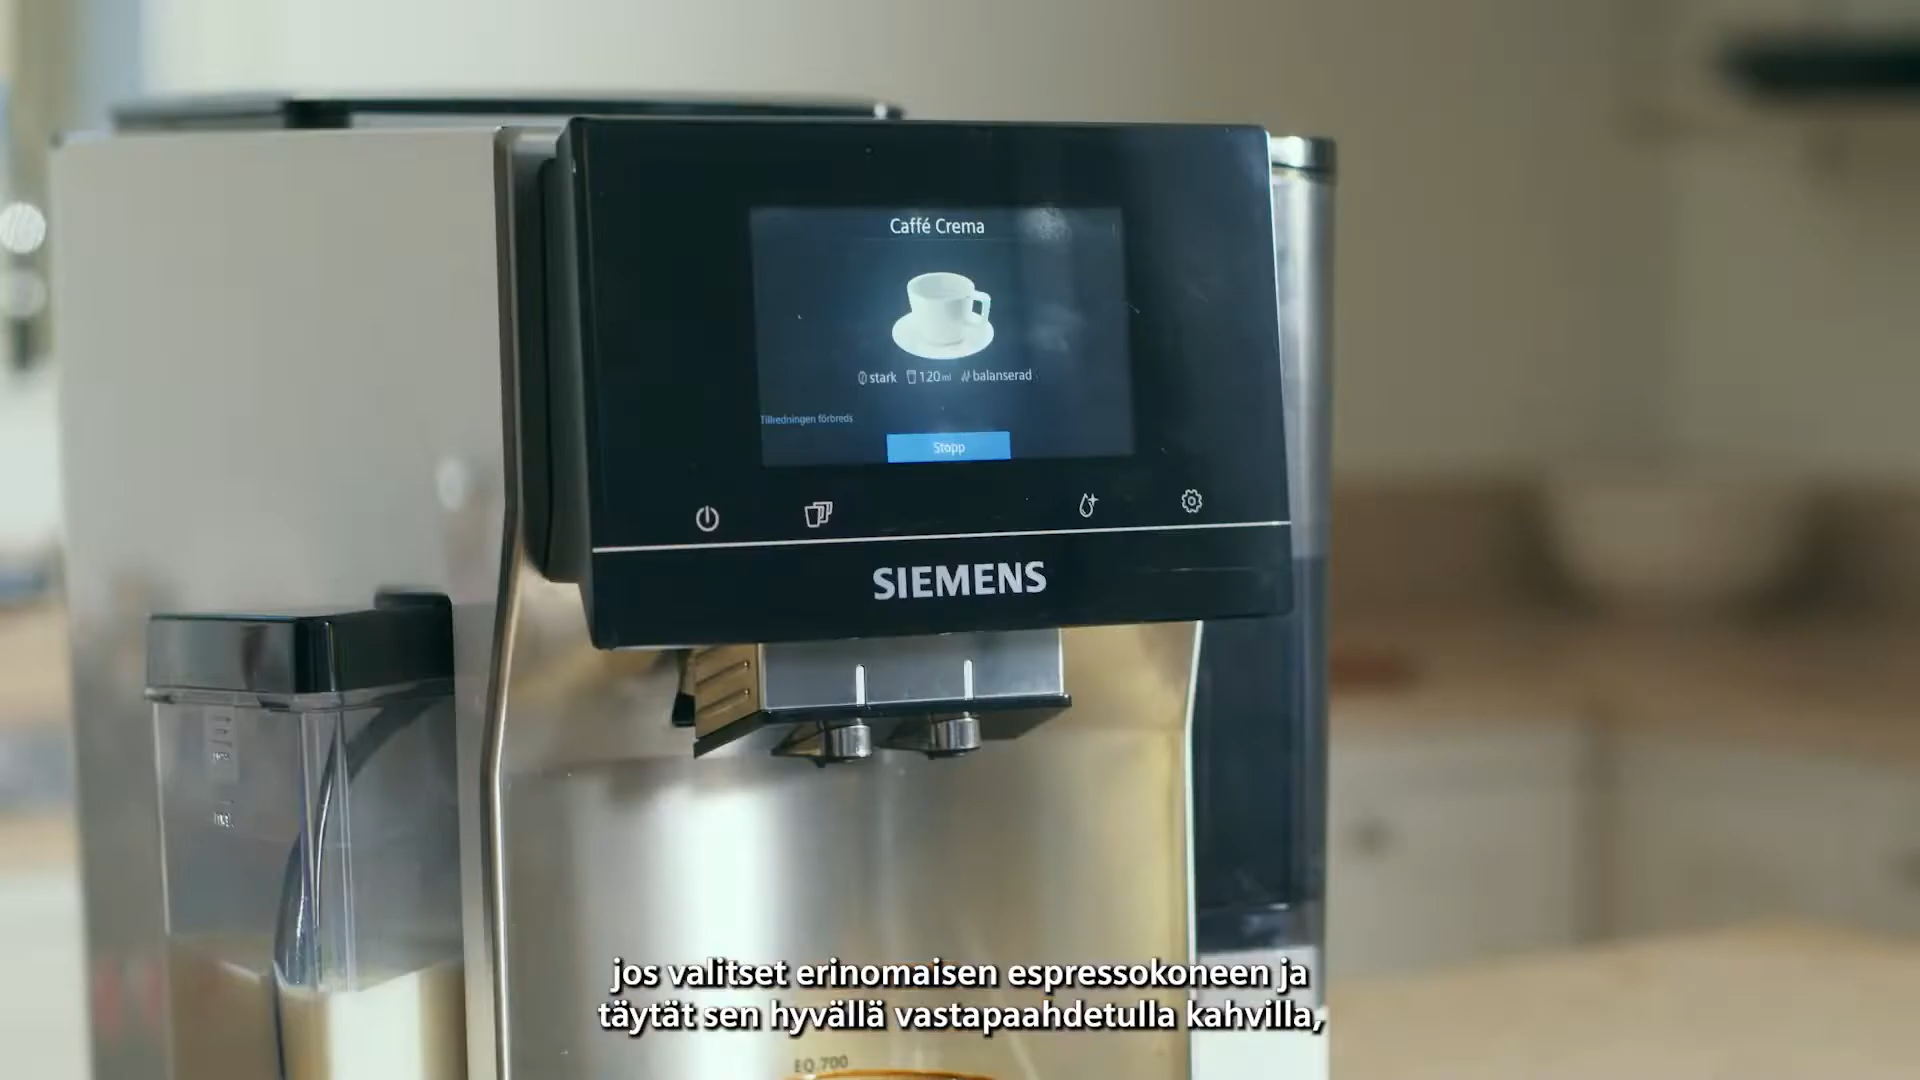 Caffé Crema
stark 120 ml balanserad
Tillredningen förbreds
Stopp
SIEMENS
jos valitset erinomaisen espressokoneen ja
täytät sen hyvällä vastapaahdetulla kahvilla,
EQ.700